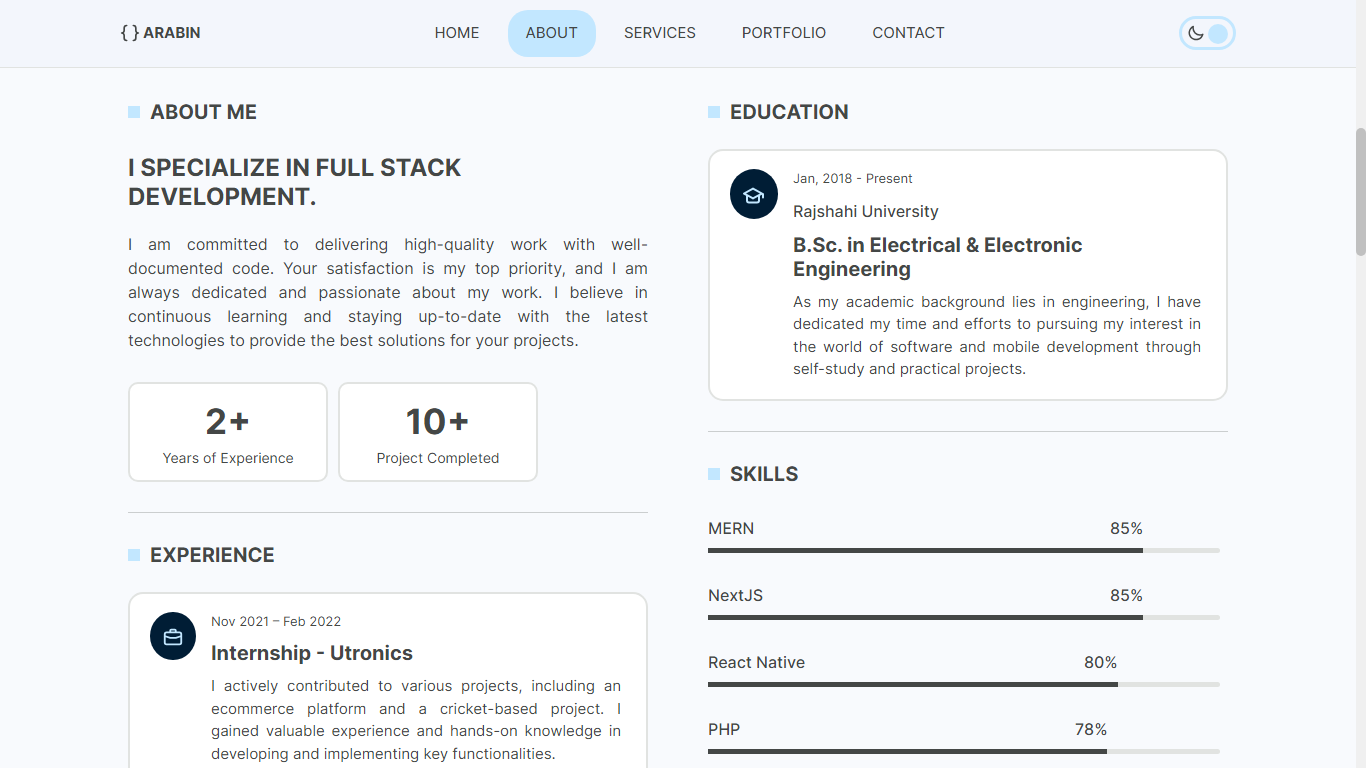 { } ARABIN
HOME
ABOUT
SERVICES
PORTFOLIO
CONTACT
ABOUT ME
I SPECIALIZE IN FULL STACK
DEVELOPMENT.
I am committed to delivering high-quality work with well-
documented code. Your satisfaction is my top priority, and I am
always dedicated and passionate about my work. I believe in
continuous learning and staying up-to-date with the latest
technologies to provide the best solutions for your projects.
2+
Years of Experience
10+
Project Completed
EXPERIENCE
Nov 2021 – Feb 2022
Internship - Utronics
I actively contributed to various projects, including an
ecommerce platform and a cricket-based project. I
gained valuable experience and hands-on knowledge in
developing and implementing key functionalities.
EDUCATION
Jan, 2018 - Present
Rajshahi University
B.Sc. in Electrical & Electronic
Engineering
As my academic background lies in engineering, I have
dedicated my time and efforts to pursuing my interest in
the world of software and mobile development through
self-study and practical projects.
SKILLS
MERN 85%
NextJS 85%
React Native 80%
PHP 78%